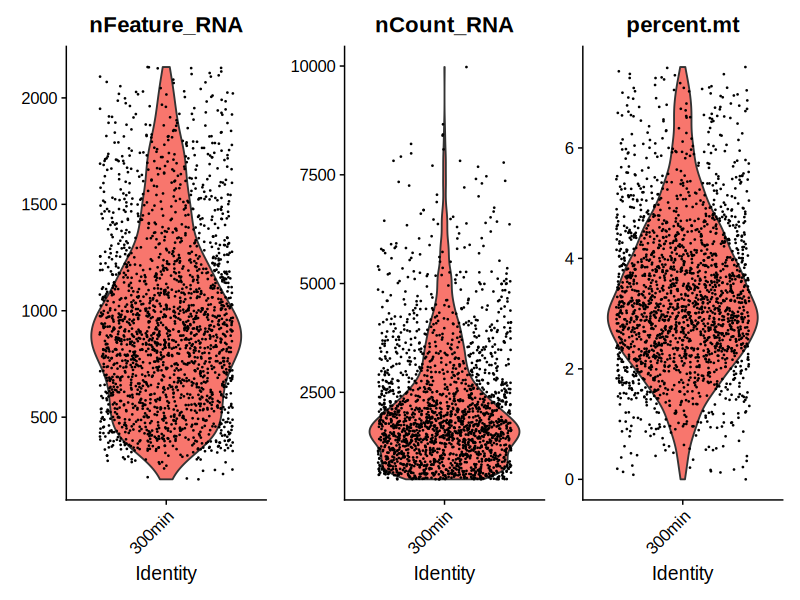 nFeature_RNA
2000
1500
1000
500
300min
Identity
nCount_RNA
10000
7500
5000
2500
300min
Identity
percent.mt
6
4
2
0
300min
Identity